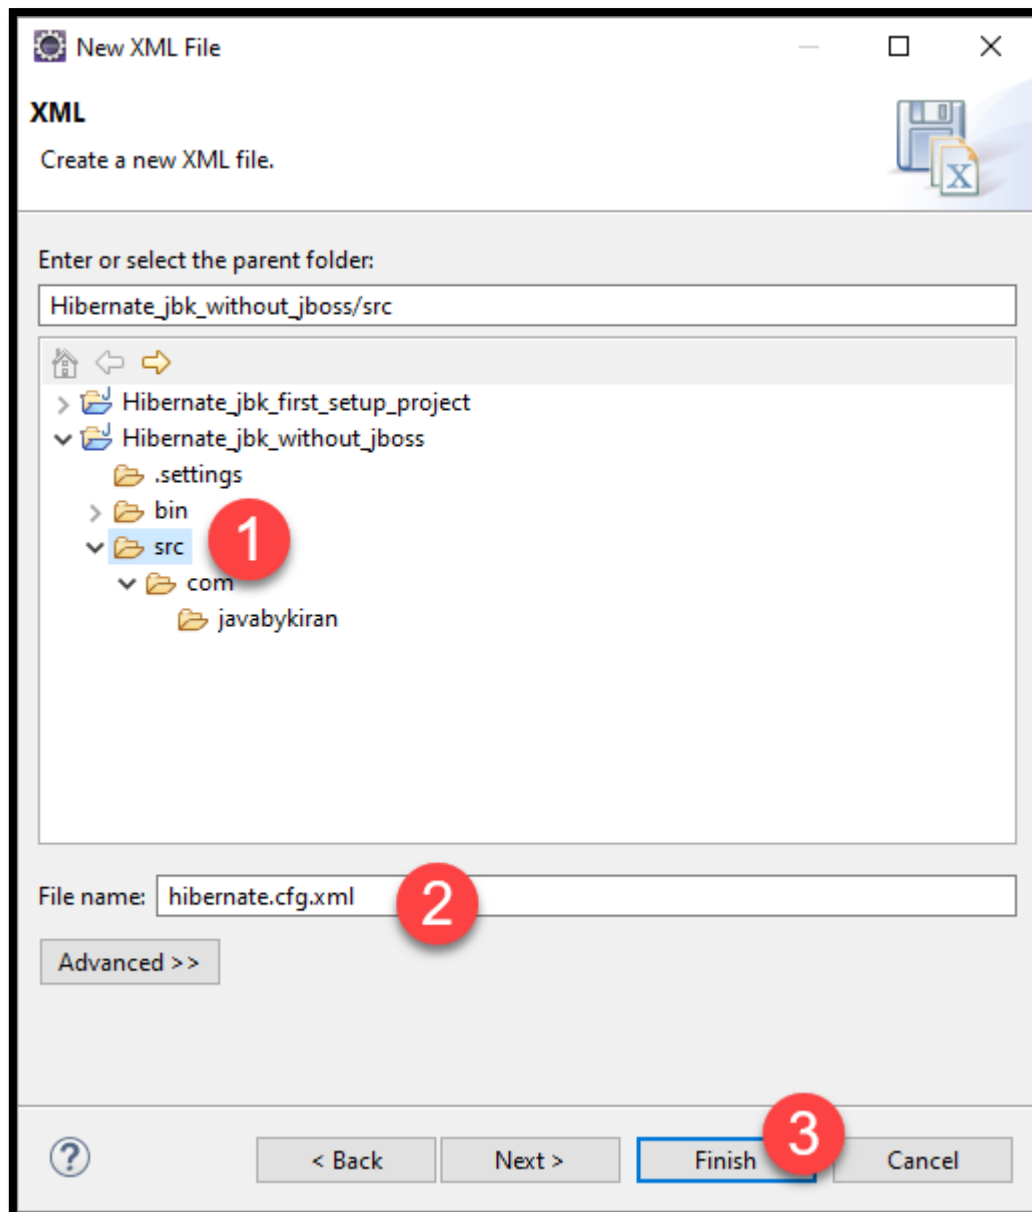 New XML File
XML
Create a new XML file.
X
Enter or select the parent folder:
Hibernate_jbk_without_jboss/src
Hibernate_jbk_first_setup_project
Hibernate_jbk_without_jboss
.settings
bin
src 1
com
javabykiran
File name: hibernate.cfg.xml 2
Advanced >>
? < Back Next > Finish 3 Cancel